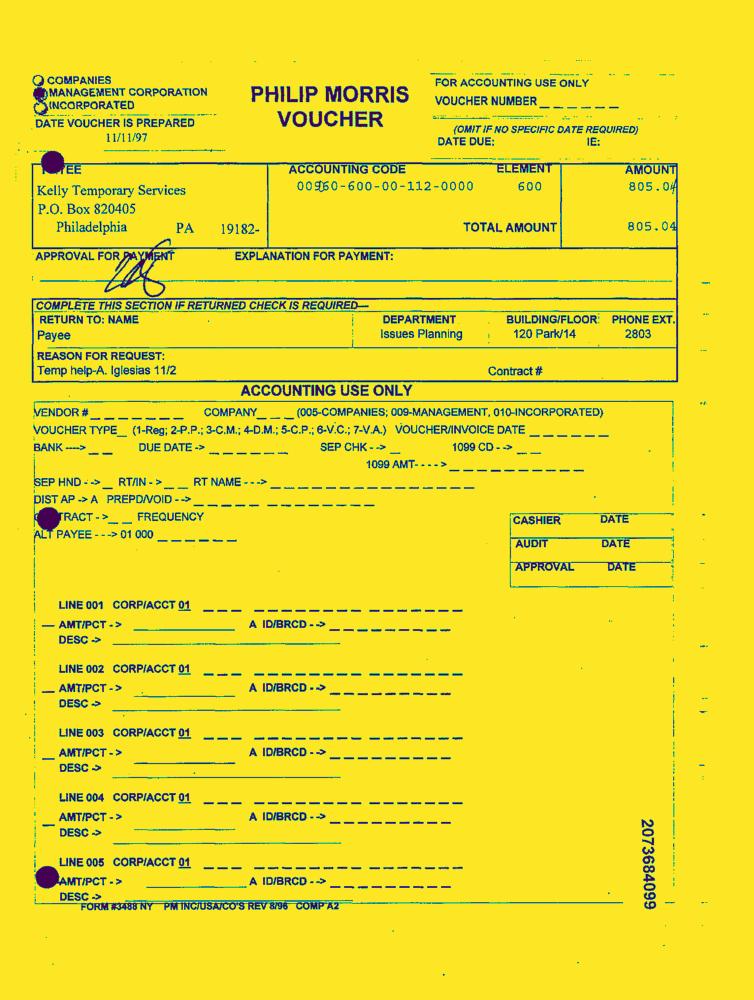 COMPANIES
MANAGEMENT CORPORATION
INCORPORATED
DATE VOUCHER IS PREPARED
11/11/97
PHILIP MORRIS
VOUCHER
FOR ACCOUNTING USE ONLY
VOUCHER NUMBER _ _ _ _ _ _
(OMIT IF NO SPECIFIC DATE REQUIRED)
DATE DUE: IE:
YEE ACCOUNTING CODE ELEMENT AMOUNT
Kelly Temporary Services 600 805.04
P.O. Box 820405
Philadelphia PA 19182- TOTAL AMOUNT 805.04
APPROVAL FOR PAYMENT EXPLANATION FOR PAYMENT:
COMPLETE THIS SECTION IF RETURNED CHECK IS REQUIRED—
RETURN TO: NAME DEPARTMENT BUILDING/FLOOR: PHONE EXT.
Payee Issues Planning 120 Park/14 2803
REASON FOR REQUEST:
Temp help-A. Iglesias 11/2 Contract #
ACCOUNTING USE ONLY
VENDOR # _ _ _ _ _ _ _ COMPANY _ _ _ (005-COMPANIES; 009-MANAGEMENT, 010-INCORPORATED)
VOUCHER TYPE_ (1-Reg; 2-P.P.; 3-C.M.; 4-D.M.; 5-C.P.; 6-V.C.; 7-V.A.) VOUCHER/INVOICE DATE _ _ _ _ _ _
BANK ----> _ _ DUE DATE -> _ _ _ _ _ _ SEP CHK --> _ 1099 CD --> _ _
1099 AMT----> _ _ _ _ _ _ _ _ _
SEP HND --> _ RT/IN -> _ _ RT NAME ---> _ _ _ _ _ _ _ _ _ _ _ _
DIST AP -> A PREPD/VOID --> _ _ _ _ _ _ _ _ _ _
TRACT -> _ _ FREQUENCY
ALT PAYEE ---> 01 000 _ _ _ _ _ _
CASHIER DATE
AUDIT DATE
APPROVAL DATE
LINE 001 CORP/ACCT 01 _ _ _ _ _ _ _ _ _ _ _ _ _ _
AMT/PCT -> A ID/BRCD --> _ _ _ _ _ _ _ _
DESC ->
LINE 002 CORP/ACCT 01 _ _ _ _ _ _ _ _ _ _ _ _ _ _
AMT/PCT -> A ID/BRCD --> _ _ _ _ _ _ _ _
DESC ->
LINE 003 CORP/ACCT 01 _ _ _ _ _ _ _ _ _ _ _ _ _ _
AMT/PCT -> A ID/BRCD --> _ _ _ _ _ _ _ _
DESC ->
LINE 004 CORP/ACCT 01 _ _ _ _ _ _ _ _ _ _ _ _ _ _
AMT/PCT -> A ID/BRCD --> _ _ _ _ _ _ _ _
DESC ->
LINE 005 CORP/ACCT 01 _ _ _ _ _ _ _ _ _ _ _ _ _ _
AMT/PCT -> A ID/BRCD --> _ _ _ _ _ _ _ _
DESC ->
FORM #3488 NY PM INC/USA/CO'S REV 8/96 COMP A2
2073684099